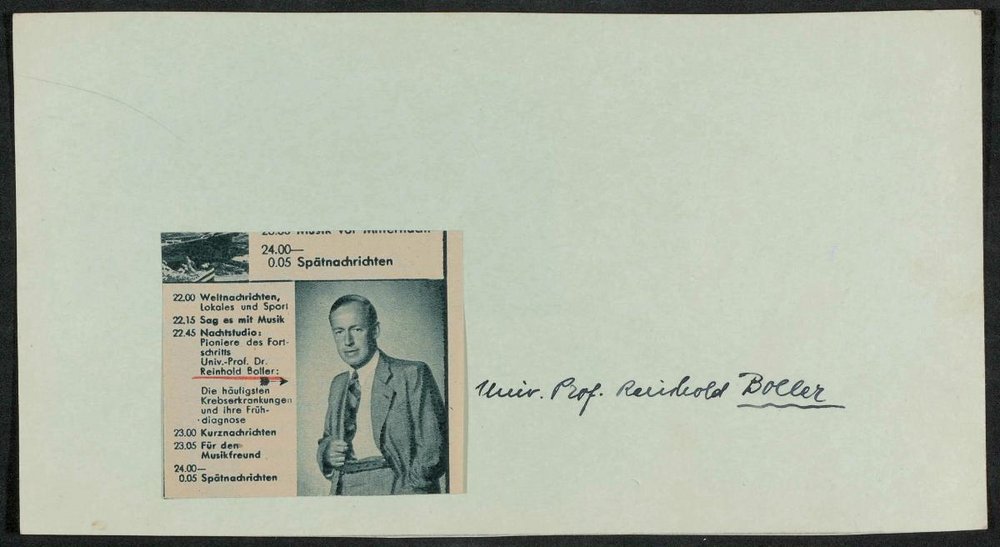 24.00—
0.05 Spätnachrichten
22.00 Weltnachrichten,
Lokales und Sport
22.15 Sag es mit Musik
22.45 Nachtstudio:
Pioniere des Fort-
schritts
Univ.-Prof. Dr.
Reinhold Boller:
Die häufigsten
Krebserkrankungen
und ihre Früh-
diagnose
23.00 Kurznachrichten
23.05 Für den
Musikfreund
24.00—
0.05 Spätnachrichten
Univ. Prof. Reinhold Boller